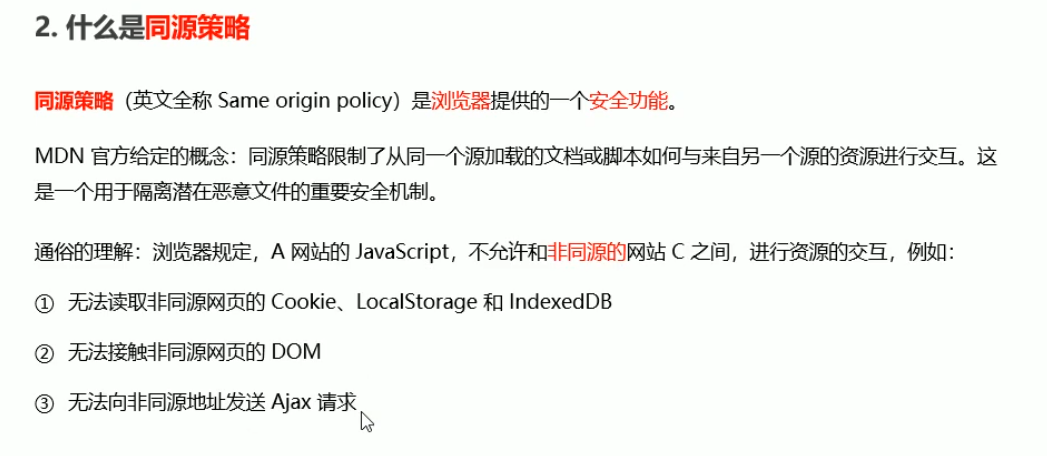 2. 什么是同源策略
同源策略（英文全称 Same origin policy）是浏览器提供的一个安全功能。
MDN 官方给定的概念：同源策略限制了从同一个源加载的文档或脚本如何与来自另一个源的资源进行交互。这
是一个用于隔离潜在恶意文件的重要安全机制。
通俗的理解：浏览器规定，A 网站的 JavaScript，不允许和非同源的网站 C 之间，进行资源的交互，例如：
① 无法读取非同源网页的 Cookie、LocalStorage 和 IndexedDB
② 无法接触非同源网页的 DOM
③ 无法向非同源地址发送 Ajax 请求